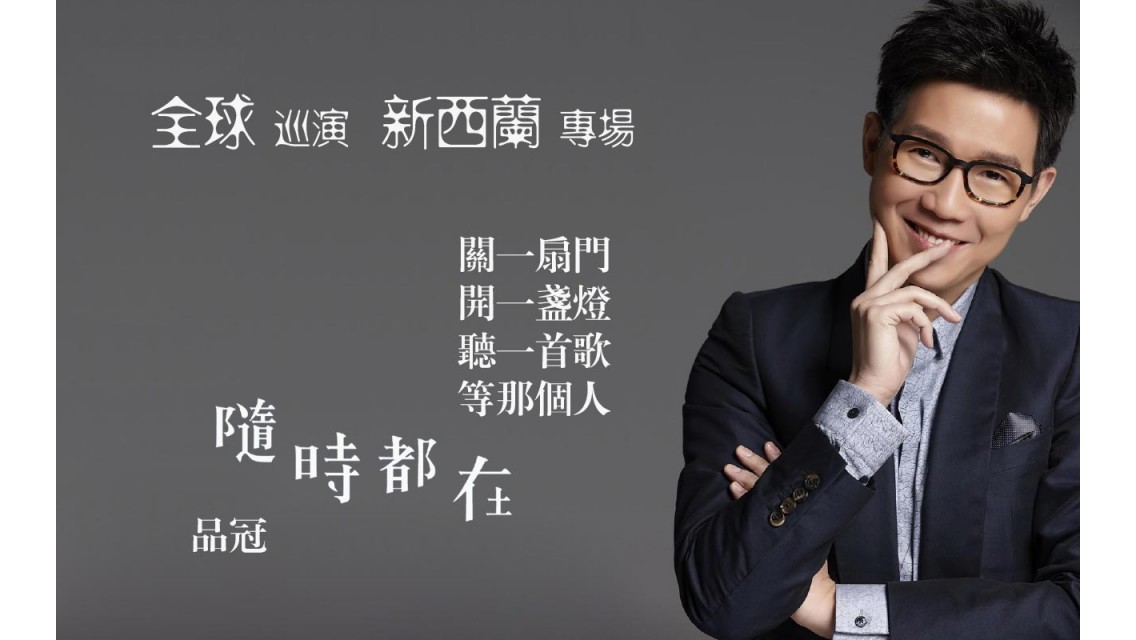 全球 巡演 新西蘭 專場
關一扇門
開一盞燈
聽一首歌
等那個人
隨時都在
品冠